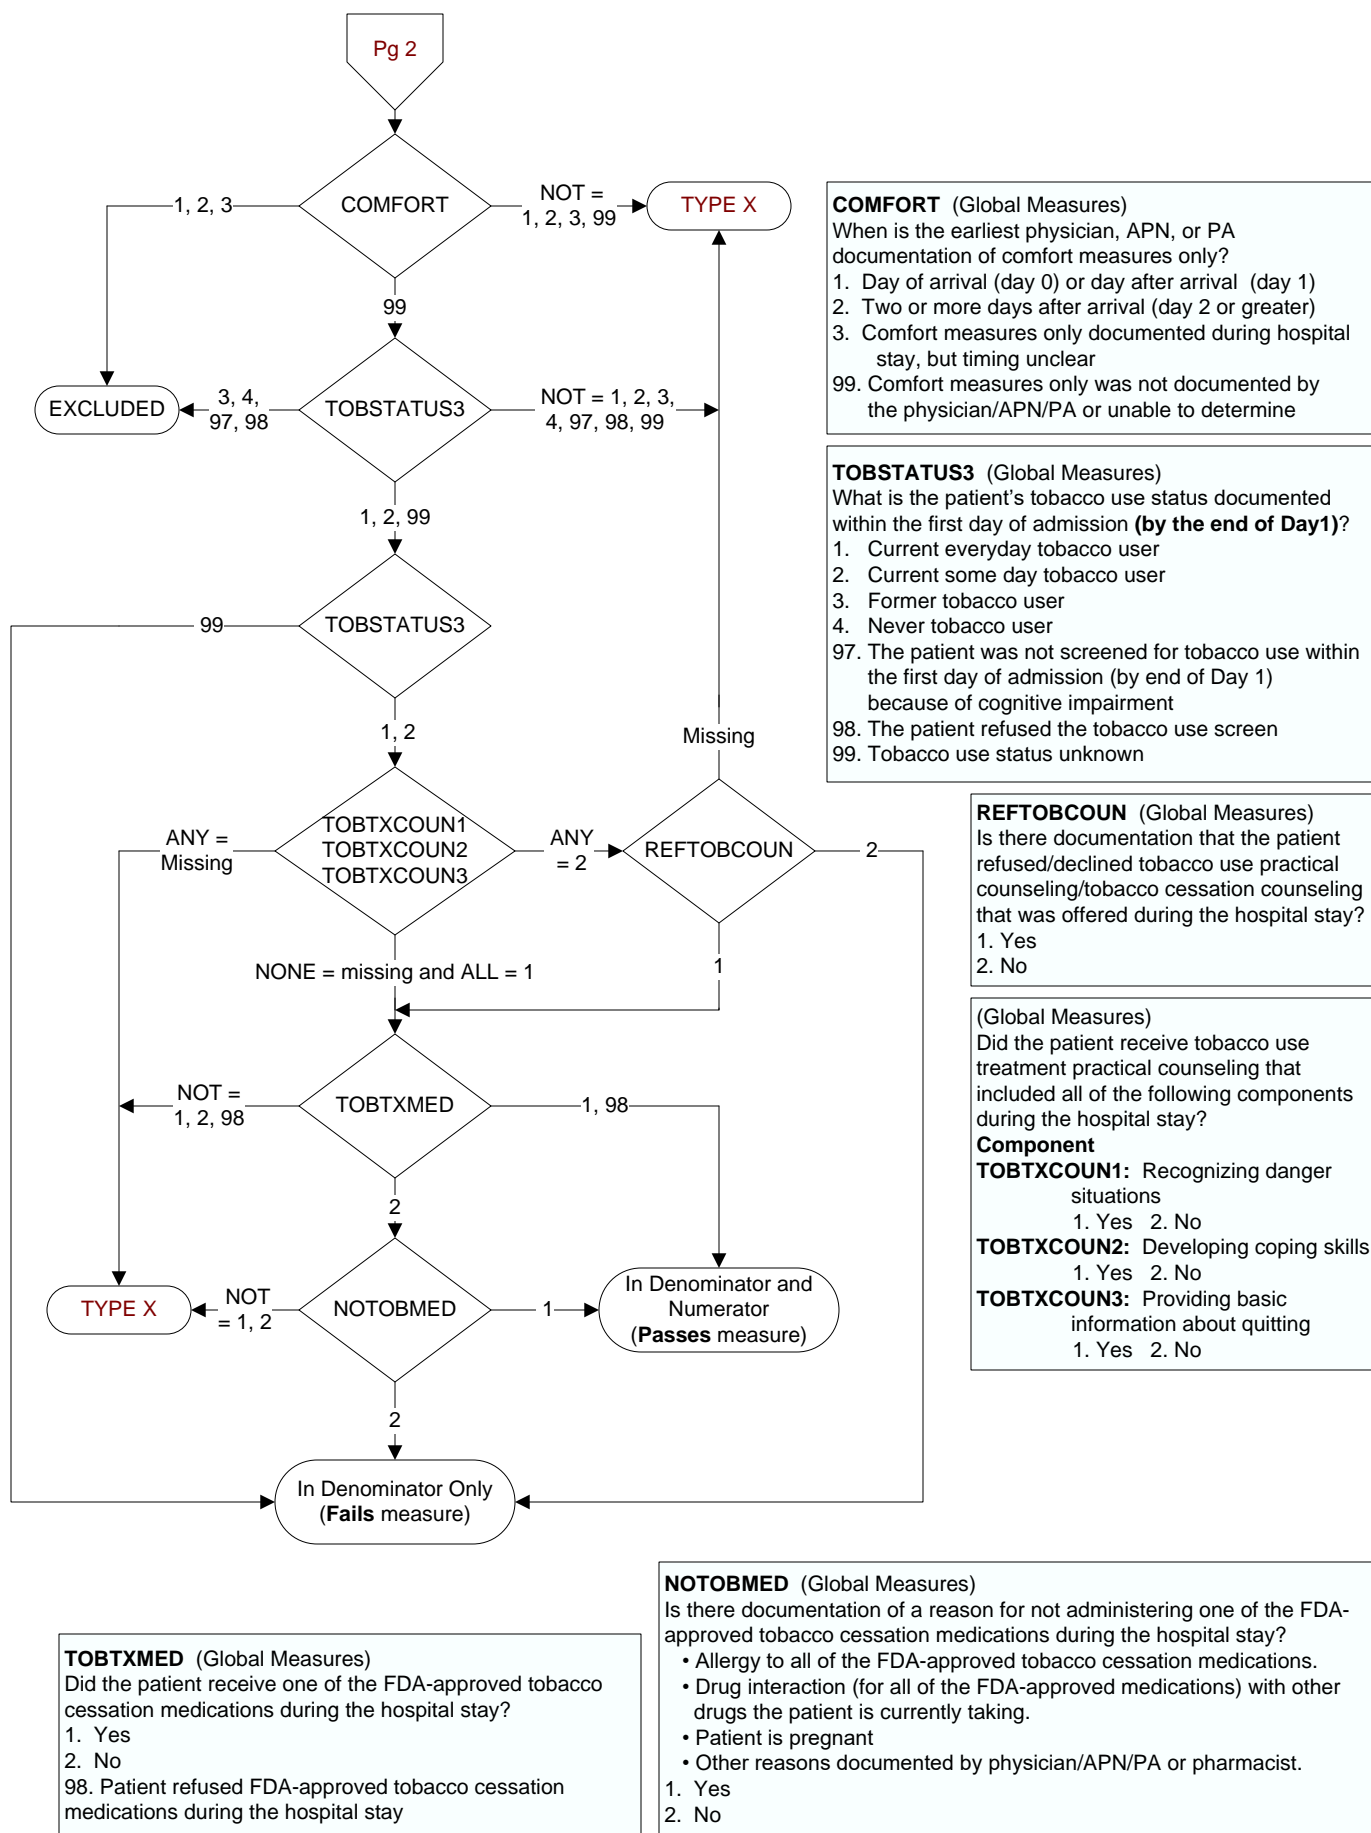 Pg 2
COMFORT
1, 2, 3
NOT =
1, 2, 3, 99
TYPE X
99
EXCLUDED
3, 4,
97, 98
TOBSTATUS3
NOT = 1, 2, 3,
4, 97, 98, 99
1, 2, 99
99
TOBSTATUS3
1, 2
Missing
ANY =
Missing
TOBTXCOUN1
TOBTXCOUN2
TOBTXCOUN3
ANY
= 2
REFTOBCOUN
2
NONE = missing and ALL = 1
1
NOT =
1, 2, 98
TOBTXMED
1, 98
2
TYPE X
NOT
= 1, 2
NOTOBMED
1
In Denominator and
Numerator
(Passes measure)
2
In Denominator Only
(Fails measure)
COMFORT (Global Measures)
When is the earliest physician, APN, or PA
documentation of comfort measures only?
1. Day of arrival (day 0) or day after arrival (day 1)
2. Two or more days after arrival (day 2 or greater)
3. Comfort measures only documented during hospital
stay, but timing unclear
99. Comfort measures only was not documented by
the physician/APN/PA or unable to determine
TOBSTATUS3 (Global Measures)
What is the patient's tobacco use status documented
within the first day of admission (by the end of Day1)?
1. Current everyday tobacco user
2. Current some day tobacco user
3. Former tobacco user
4. Never tobacco user
97. The patient was not screened for tobacco use within
the first day of admission (by end of Day 1)
because of cognitive impairment
98. The patient refused the tobacco use screen
99. Tobacco use status unknown
REFTOBCOUN (Global Measures)
Is there documentation that the patient
refused/declined tobacco use practical
counseling/tobacco cessation counseling
that was offered during the hospital stay?
1. Yes
2. No
(Global Measures)
Did the patient receive tobacco use
treatment practical counseling that
included all of the following components
during the hospital stay?
Component
TOBTXCOUN1: Recognizing danger
situations
1. Yes 2. No
TOBTXCOUN2: Developing coping skills
1. Yes 2. No
TOBTXCOUN3: Providing basic
information about quitting
1. Yes 2. No
TOBTXMED (Global Measures)
Did the patient receive one of the FDA-approved tobacco
cessation medications during the hospital stay?
1. Yes
2. No
98. Patient refused FDA-approved tobacco cessation
medications during the hospital stay
NOTOBMED (Global Measures)
Is there documentation of a reason for not administering one of the FDA-
approved tobacco cessation medications during the hospital stay?
• Allergy to all of the FDA-approved tobacco cessation medications.
• Drug interaction (for all of the FDA-approved medications) with other
drugs the patient is currently taking.
• Patient is pregnant
• Other reasons documented by physician/APN/PA or pharmacist.
1. Yes
2. No